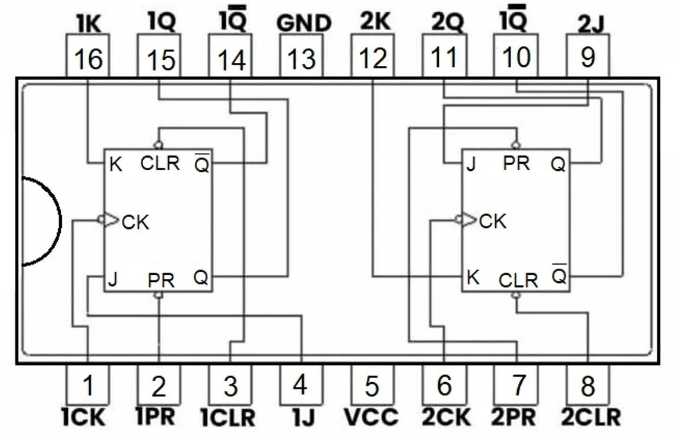 1K 1Q 1Q̅ GND 2K 2Q 1Q̅ 2J
16 15 14 13 12 11 10 9
K CLR Q̅ J PR Q
CK CK
J PR Q K CLR Q̅
1 2 3 4 5 6 7 8
1CK 1PR 1CLR 1J VCC 2CK 2PR 2CLR